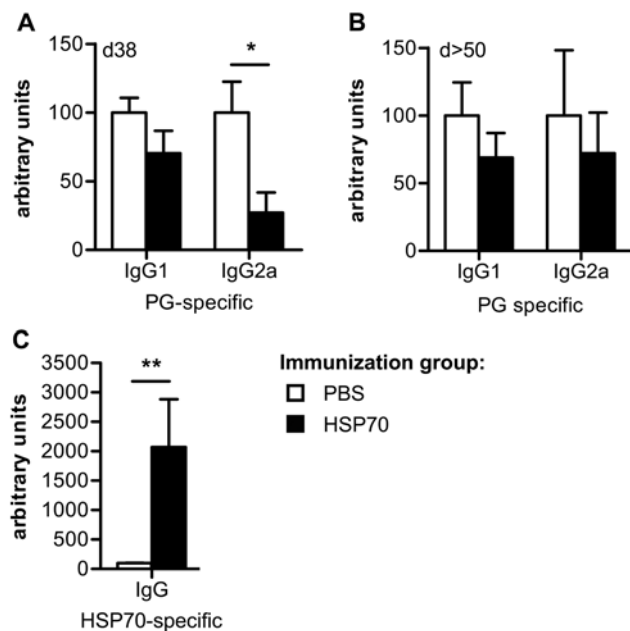 A
d38
*
150
100
50
0
arbitrary units
IgG1 IgG2a
PG-specific
B
d>50
150
100
50
0
arbitrary units
IgG1 IgG2a
PG specific
C
**
3500
3000
2500
2000
1500
1000
500
0
arbitrary units
IgG
HSP70-specific
Immunization group:
PBS
HSP70